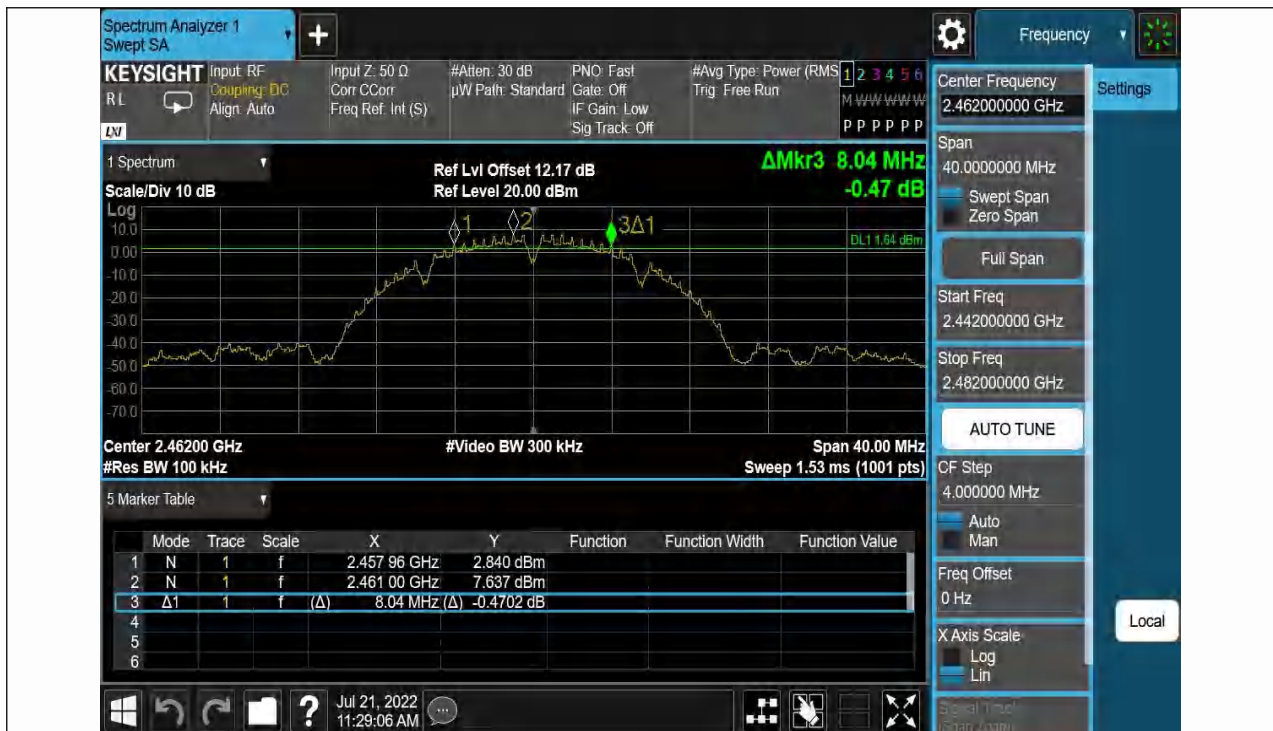 Spectrum Analyzer 1
Swept SA
+
Frequency
KEYSIGHT
Input: RF
Input Z: 50 Ω
#Atten: 30 dB
PNO: Fast
#Avg Type: Power (RMS
1 2 3 4 5 6
R L
Coupling: DC
Corr CCorr
µW Path: Standard
Gate: Off
Trig: Free Run
M W W W W W
Align: Auto
Freq Ref: Int (S)
IF Gain: Low
LXI
Sig Track: Off
P P P P P P
1 Spectrum
Ref Lvl Offset 12.17 dB
ΔMkr3 8.04 MHz
Scale/Div 10 dB
Ref Level 20.00 dBm
-0.47 dB
Log
1
2
3Δ1
10.0
DL1 1.64 dBm
0.00
-10.0
-20.0
-30.0
-40.0
-50.0
-60.0
-70.0
Center 2.46200 GHz
#Video BW 300 kHz
Span 40.00 MHz
#Res BW 100 kHz
Sweep 1.53 ms (1001 pts)
5 Marker Table
Mode Trace Scale X Y Function Function Width Function Value
1 N 1 f 2.457 96 GHz 2.840 dBm
2 N 1 f 2.461 00 GHz 7.637 dBm
3 Δ1 1 f (Δ) 8.04 MHz (Δ) -0.4702 dB
4
5
6
?
Jul 21, 2022
11:29:06 AM
Center Frequency
2.462000000 GHz
Settings
Span
40.0000000 MHz
Swept Span
Zero Span
Full Span
Start Freq
2.442000000 GHz
Stop Freq
2.482000000 GHz
AUTO TUNE
CF Step
4.000000 MHz
Auto
Man
Freq Offset
0 Hz
Local
X Axis Scale
Log
Lin